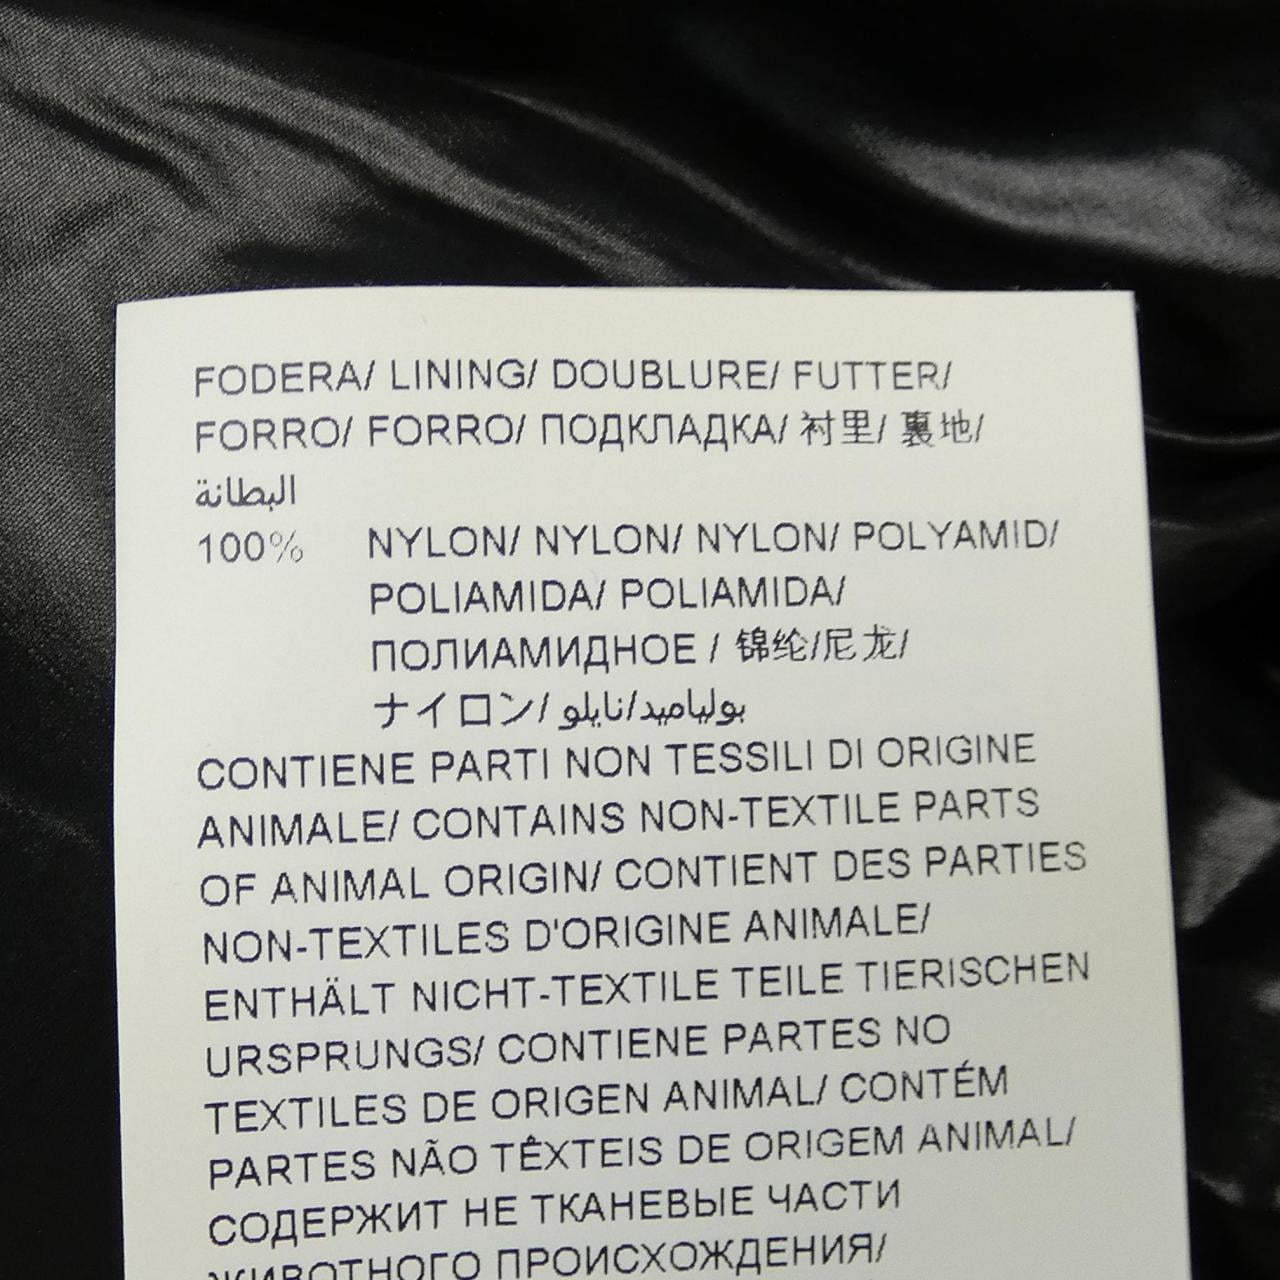 FODERA/ LINING/ DOUBLURE/ FUTTER/
FORRO/ FORRO/ ПОДКЛАДКА/ 衬里/ 裏地/
البطانة
100% NYLON/ NYLON/ NYLON/ POLYAMID/
POLIAMIDA/ POLIAMIDA/
ПОЛИАМИДНОЕ / 锦纶/尼龙/
ナイロン/ بولياميد/نايلو
CONTIENE PARTI NON TESSILI DI ORIGINE
ANIMALE/ CONTAINS NON-TEXTILE PARTS
OF ANIMAL ORIGIN/ CONTIENT DES PARTIES
NON-TEXTILES D'ORIGINE ANIMALE/
ENTHÄLT NICHT-TEXTILE TEILE TIERISCHEN
URSPRUNGS/ CONTIENE PARTES NO
TEXTILES DE ORIGEN ANIMAL/ CONTÉM
PARTES NÃO TÊXTEIS DE ORIGEM ANIMAL/
СОДЕРЖИТ НЕ ТКАНЕВЫЕ ЧАСТИ
ЖИВОТНОГО ПРОИСХОЖДЕНИЯ/